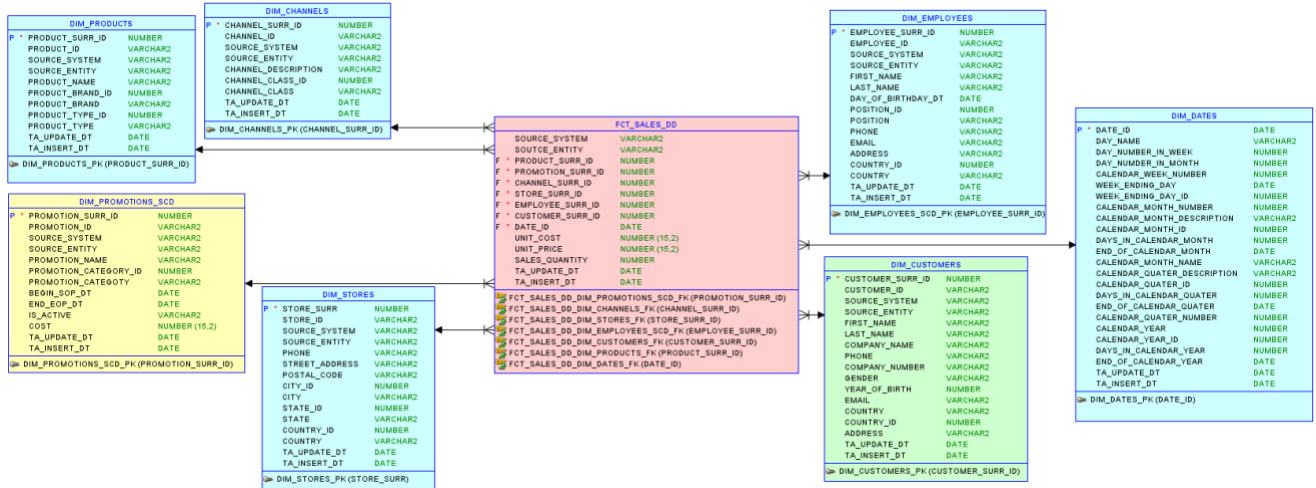 DIM_PRODUCTS
P * PRODUCT_SURR_ID NUMBER
PRODUCT_ID VARCHAR2
SOURCE_SYSTEM VARCHAR2
SOURCE_ENTITY VARCHAR2
PRODUCT_NAME VARCHAR2
PRODUCT_BRAND_ID NUMBER
PRODUCT_BRAND VARCHAR2
PRODUCT_TYPE_ID NUMBER
PRODUCT_TYPE VARCHAR2
TA_UPDATE_DT DATE
TA_INSERT_DT DATE
DIM_PRODUCTS_PK (PRODUCT_SURR_ID)
DIM_CHANNELS
P * CHANNEL_SURR_ID NUMBER
CHANNEL_ID VARCHAR2
SOURCE_SYSTEM VARCHAR2
SOURCE_ENTITY VARCHAR2
CHANNEL_DESCRIPTION VARCHAR2
CHANNEL_CLASS_ID NUMBER
CHANNEL_CLASS VARCHAR2
TA_UPDATE_DT DATE
TA_INSERT_DT DATE
DIM_CHANNELS_PK (CHANNEL_SURR_ID)
DIM_PROMOTIONS_SCD
P * PROMOTION_SURR_ID NUMBER
PROMOTION_ID VARCHAR2
SOURCE_SYSTEM VARCHAR2
SOURCE_ENTITY VARCHAR2
PROMOTION_NAME VARCHAR2
PROMOTION_CATEGORY_ID NUMBER
PROMOTION_CATEGOTY VARCHAR2
BEGIN_SOP_DT DATE
END_EOP_DT DATE
IS_ACTIVE VARCHAR2
COST NUMBER (15,2)
TA_UPDATE_DT DATE
TA_INSERT_DT DATE
DIM_PROMOTIONS_SCD_PK (PROMOTION_SURR_ID)
DIM_STORES
P * STORE_SURR NUMBER
STORE_ID VARCHAR2
SOURCE_SYSTEM VARCHAR2
SOURCE_ENTITY VARCHAR2
PHONE VARCHAR2
STREET_ADDRESS VARCHAR2
POSTAL_CODE VARCHAR2
CITY_ID NUMBER
CITY VARCHAR2
STATE_ID NUMBER
STATE VARCHAR2
COUNTRY_ID NUMBER
COUNTRY VARCHAR2
TA_UPDATE_DT DATE
TA_INSERT_DT DATE
DIM_STORES_PK (STORE_SURR)
FCT_SALES_DD
SOURCE_SYSTEM VARCHAR2
SOUTCE_ENTITY VARCHAR2
F * PRODUCT_SURR_ID NUMBER
F * PROMOTION_SURR_ID NUMBER
F * CHANNEL_SURR_ID NUMBER
F * STORE_SURR_ID NUMBER
F * EMPLOYEE_SURR_ID NUMBER
F * CUSTOMER_SURR_ID NUMBER
F * DATE_ID DATE
UNIT_COST NUMBER (15,2)
UNIT_PRICE NUMBER (15,2)
SALES_QUANTITY NUMBER
TA_UPDATE_DT DATE
TA_INSERT_DT DATE
FCT_SALES_DD_DIM_PROMOTIONS_SCD_FK (PROMOTION_SURR_ID)
FCT_SALES_DD_DIM_CHANNELS_FK (CHANNEL_SURR_ID)
FCT_SALES_DD_DIM_STORES_FK (STORE_SURR_ID)
FCT_SALES_DD_DIM_EMPLOYEES_SCD_FK (EMPLOYEE_SURR_ID)
FCT_SALES_DD_DIM_CUSTOMERS_FK (CUSTOMER_SURR_ID)
FCT_SALES_DD_DIM_PRODUCTS_FK (PRODUCT_SURR_ID)
FCT_SALES_DD_DIM_DATES_FK (DATE_ID)
DIM_EMPLOYEES
P * EMPLOYEE_SURR_ID NUMBER
EMPLOYEE_ID VARCHAR2
SOURCE_SYSTEM VARCHAR2
SOURCE_ENTITY VARCHAR2
FIRST_NAME VARCHAR2
LAST_NAME VARCHAR2
DAY_OF_BIRTHDAY_DT DATE
POSITION_ID NUMBER
POSITION VARCHAR2
PHONE VARCHAR2
EMAIL VARCHAR2
ADDRESS VARCHAR2
COUNTRY_ID NUMBER
COUNTRY VARCHAR2
TA_UPDATE_DT DATE
TA_INSERT_DT DATE
DIM_EMPLOYEES_SCD_PK (EMPLOYEE_SURR_ID)
DIM_CUSTOMERS
P * CUSTOMER_SURR_ID NUMBER
CUSTOMER_ID VARCHAR2
SOURCE_SYSTEM VARCHAR2
SOURCE_ENTITY VARCHAR2
FIRST_NAME VARCHAR2
LAST_NAME VARCHAR2
COMPANY_NAME VARCHAR2
PHONE VARCHAR2
COMPANY_NUMBER VARCHAR2
GENDER VARCHAR2
YEAR_OF_BIRTH NUMBER
EMAIL VARCHAR2
COUNTRY VARCHAR2
COUNTRY_ID NUMBER
ADDRESS VARCHAR2
TA_UPDATE_DT DATE
TA_INSERT_DT DATE
DIM_CUSTOMERS_PK (CUSTOMER_SURR_ID)
DIM_DATES
P * DATE_ID DATE
DAY_NAME VARCHAR2
DAY_NUMBER_IN_WEEK NUMBER
DAY_NUMDER_IN_MONTH NUMBER
CALENDAR_WEEK_NUMBER NUMBER
WEEK_ENDING_DAY DATE
WEEK_ENDING_DAY_ID NUMBER
CALENDAR_MONTH_NUMBER NUMBER
CALENDAR_MONTH_DESCRIPTION VARCHAR2
CALENDAR_MONTH_ID NUMBER
DAYS_IN_CALENDAR_MONTH NUMBER
END_OF_CALENDAR_MONTH DATE
CALENDAR_MONTH_NAME VARCHAR2
CALENDAR_QUATER_DESCRIPTION VARCHAR2
CALENDAR_QUATER_ID NUMBER
DAYS_IN_CALENDAR_QUATER NUMBER
END_OF_CALENDAR_QUATER DATE
CALENDAR_QUATER_NUMBER NUMBER
CALENDAR_YEAR NUMBER
CALENDAR_YEAR_ID NUMBER
DAYS_IN_CALENDAR_YEAR NUMBER
END_OF_CALENDAR_YEAR DATE
TA_UPDATE_DT DATE
TA_INSERT_DT DATE
DIM_DATES_PK (DATE_ID)